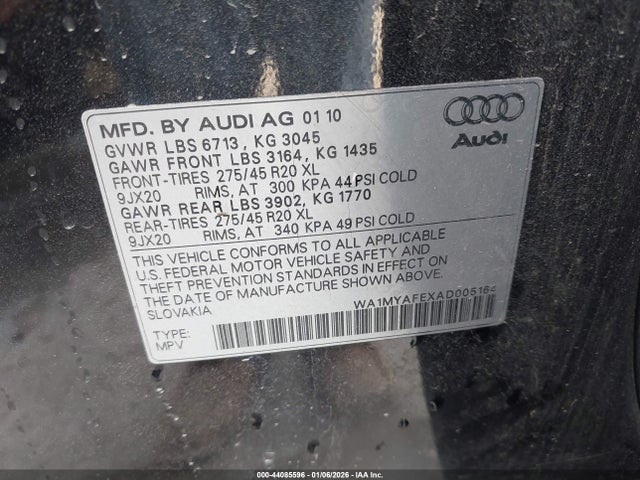 MFD. BY AUDI AG 01 10
GVWR LBS 6713, KG 3045
GAWR FRONT LBS 3164, KG 1435
FRONT-TIRES 275/45 R20 XL
9JX20 RIMS, AT 300 KPA 44 PSI COLD
GAWR REAR LBS 3902, KG 1770
REAR-TIRES 275/45 R20 XL
9JX20 RIMS, AT 340 KPA 49 PSI COLD
THIS VEHICLE CONFORMS TO ALL APPLICABLE
U.S. FEDERAL MOTOR VEHICLE SAFETY AND
THEFT PREVENTION STANDARDS IN EFFECT ON
DATE OF MANUFACTURE
SLOVAKIA
WA1MYAFEXAD005164
TYPE:
MPV
Audi
000-44085596 - 01/06/2026 - IAA Inc.